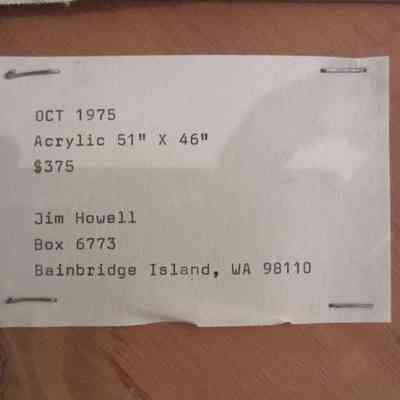 OCT 1975
Acrylic 51" X 46"
$375
Jim Howell
Box 6773
Bainbridge Island, WA 98110